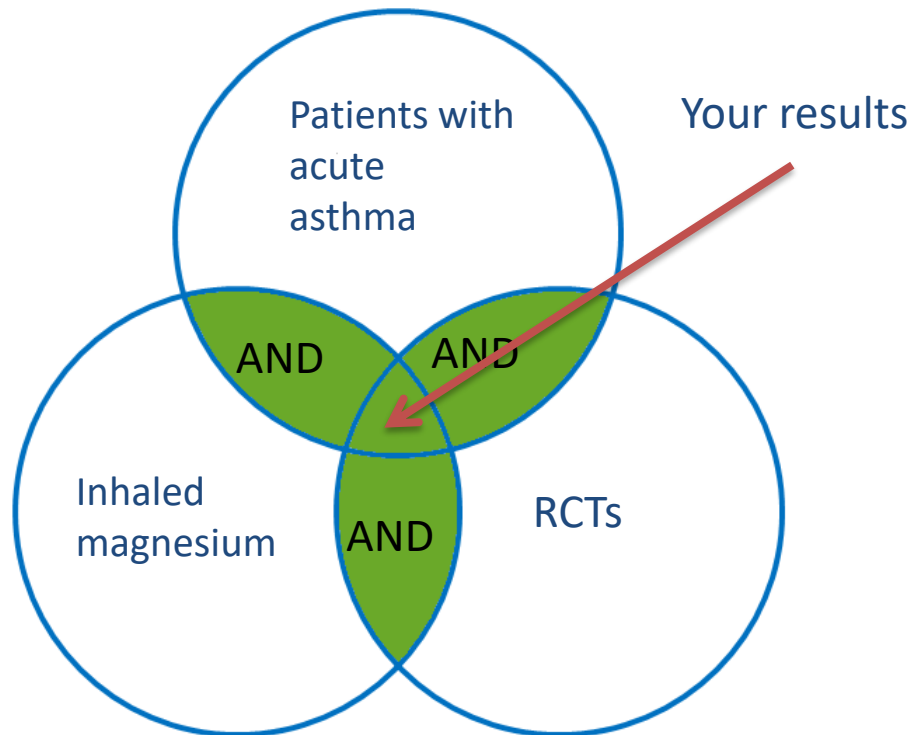 Patients with
acute
asthma
Your results
AND
AND
Inhaled
magnesium
RCTs
AND